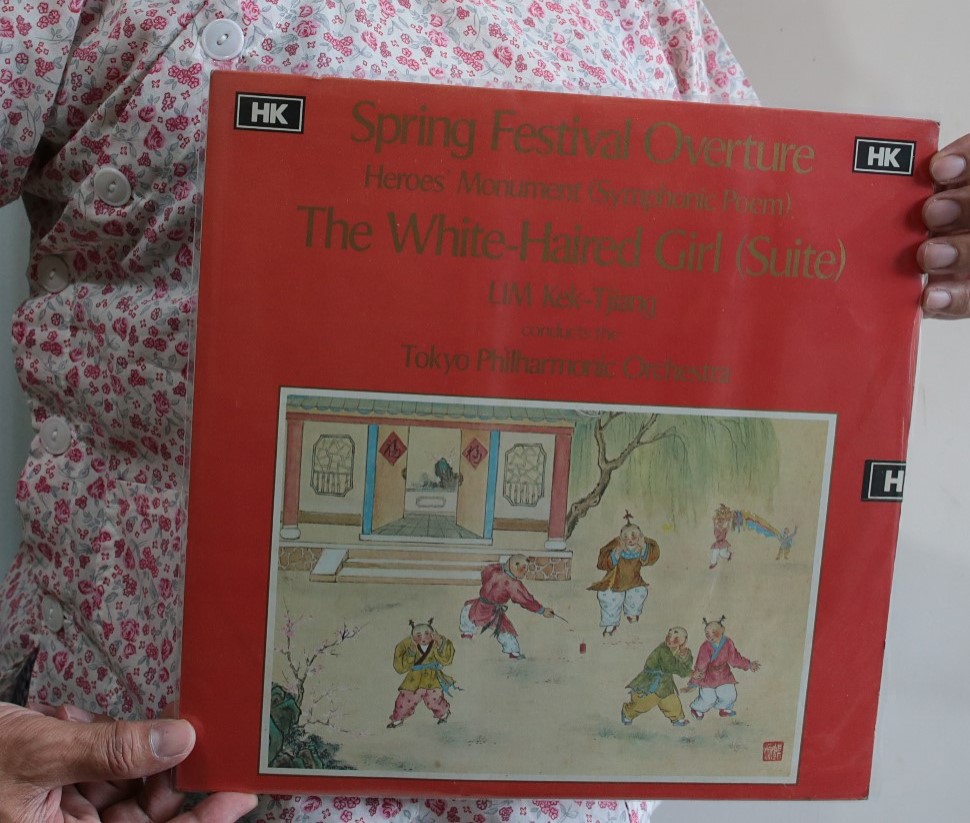 HK
Spring Festival Overture
HK
Heroes' Monument (Symphonic Poem)
The White-Haired Girl (Suite)
LIM Kek-Tjiang
conducts the
Tokyo Philharmonic Orchestra
H